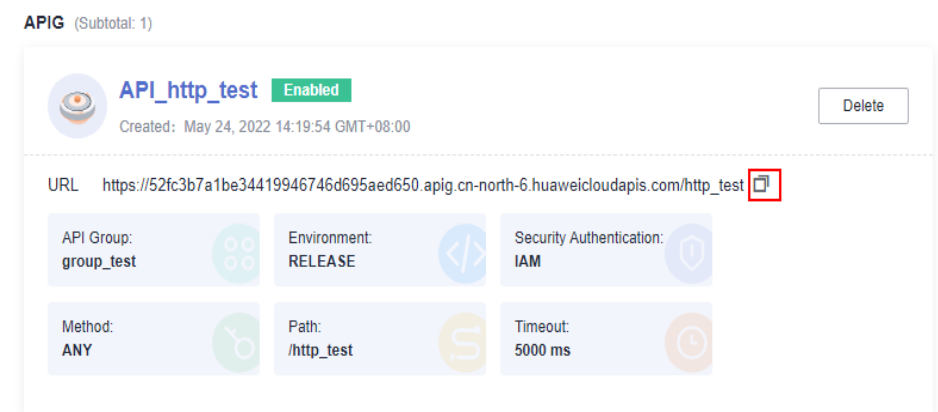 APIG (Subtotal: 1)
API_http_test Enabled
Delete
Created: May 24, 2022 14:19:54 GMT+08:00
URL https://52fc3b7a1be34419946746d695aed650.apig.cn-north-6.huaweicloudapis.com/http_test
API Group: Environment: Security Authentication:
group_test RELEASE IAM
Method: Path: Timeout:
ANY /http_test 5000 ms